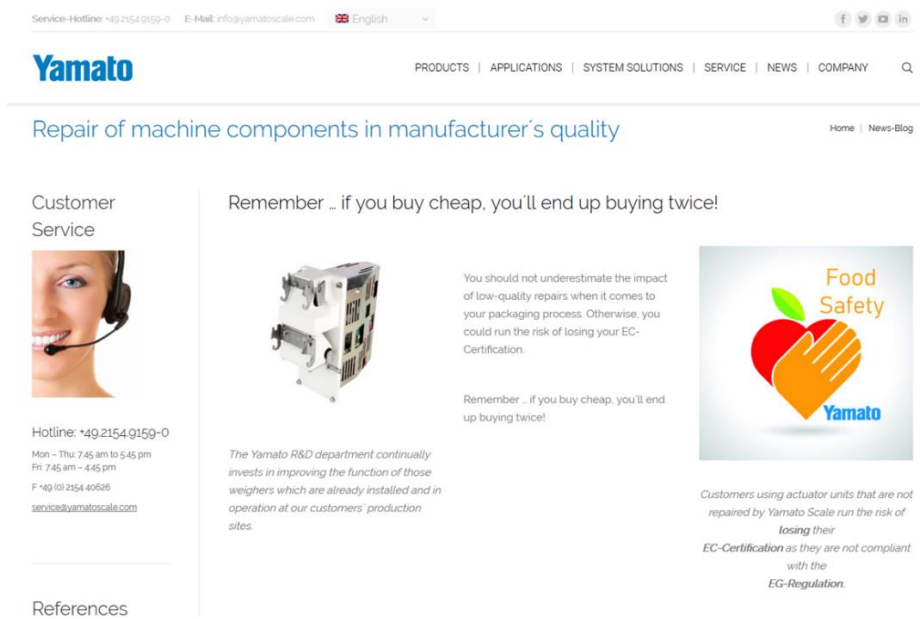 Service-Hotline: +49.2154.9159-0 E-Mail: info@yamatoscale.com English
Yamato
PRODUCTS | APPLICATIONS | SYSTEM SOLUTIONS | SERVICE | NEWS | COMPANY
Repair of machine components in manufacturer´s quality
Home | News-Blog
Customer
Service
Hotline: +49.2154.9159-0
Mon – Thu: 7.45 am to 5.45 pm
Fri: 7.45 am – 4.45 pm
F +49 (0) 2154 40626
service@yamatoscale.com
References
Remember … if you buy cheap, you´ll end up buying twice!
The Yamato R&D department continually
invests in improving the function of those
weighers which are already installed and in
operation at our customers´ production
sites.
You should not underestimate the impact
of low-quality repairs when it comes to
your packaging process. Otherwise, you
could run the risk of losing your EC-
Certification.
Remember … if you buy cheap, you´ll end
up buying twice!
Food
Safety
Yamato
Customers using actuator units that are not
repaired by Yamato Scale run the risk of
losing their
EC-Certification as they are not compliant
with the
EG-Regulation.